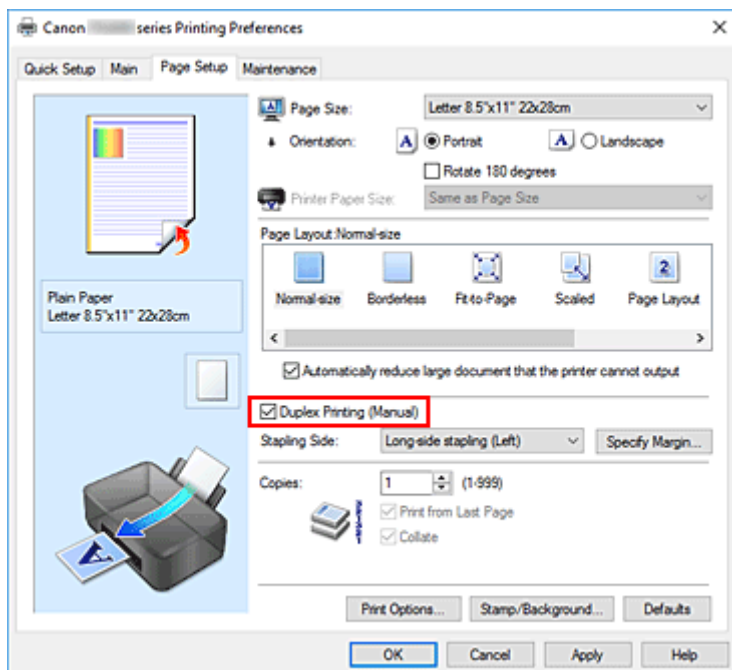 Canon series Printing Preferences
Quick Setup Main Page Setup Maintenance
Page Size: Letter 8.5"x11" 22x28cm
Orientation: A Portrait A Landscape
Rotate 180 degrees
Printer Paper Size: Same as Page Size
Page Layout:Normal-size
2
Normal-size Borderless Fit-to-Page Scaled Page Layout
Plain Paper
Letter 8.5"x11" 22x28cm
Automatically reduce large document that the printer cannot output
Duplex Printing (Manual)
Stapling Side: Long-side stapling (Left) Specify Margin...
Copies: 1 (1-999)
Print from Last Page
Collate
A
Print Options... Stamp/Background... Defaults
OK Cancel Apply Help